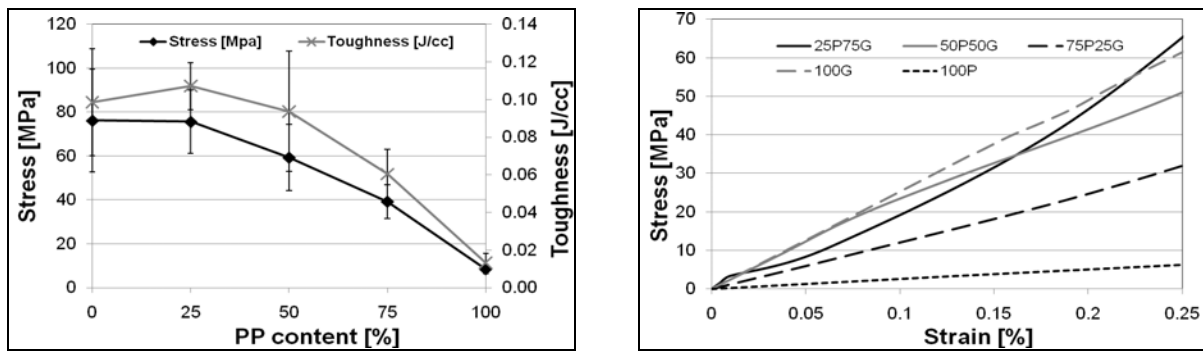 Stress [Mpa] Toughness [J/cc]
Stress [MPa]
120
100
80
60
40
20
0
0.14
0.12
0.10
0.08
0.06
0.04
0.02
0.00
Toughness [J/cc]
0 25 50 75 100
PP content [%]
25P75G 50P50G 75P25G
100G 100P
Stress [MPa]
70
60
50
40
30
20
10
0
0 0.05 0.1 0.15 0.2 0.25
Strain [%]